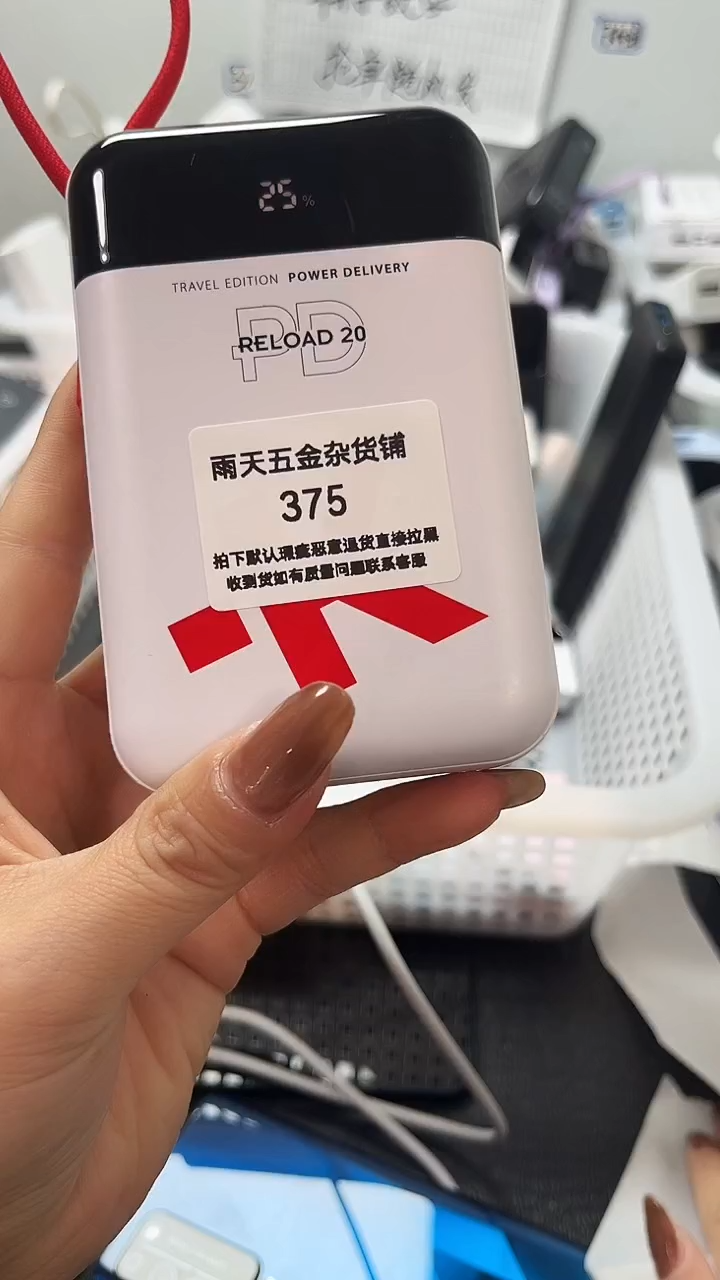 25%
TRAVEL EDITION POWER DELIVERY
PD
RELOAD 20
雨天五金杂货铺
375
拍下默认瑕疵恶意退货直接拉黑
收到货如有质量问题联系客服